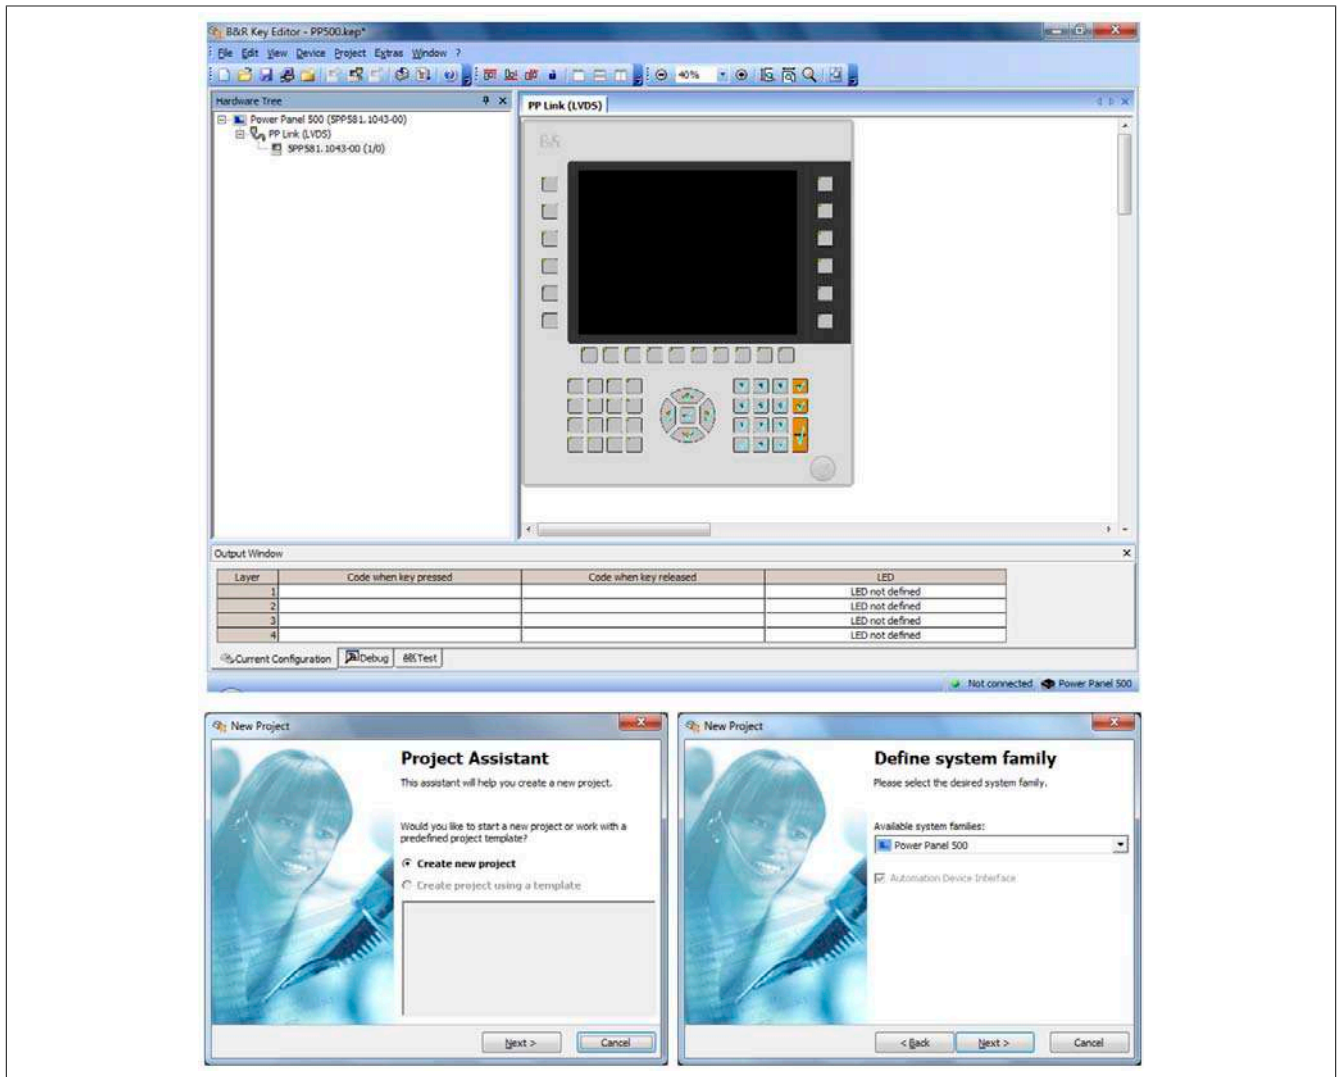 B&R Key Editor - PP500.kep*
File Edit View Device Project Extras Window ?
40%
Hardware Tree
PP Link (LVDS)
Power Panel 500 (5PP581.1043-00)
PP Link (LVDS)
5PP581.1043-00 (1/0)
B&R
Output Window
Layer Code when key pressed Code when key released LED
1 LED not defined
2 LED not defined
3 LED not defined
4 LED not defined
Current Configuration Debug Test
Not connected Power Panel 500
New Project
Project Assistant
This assistant will help you create a new project.
Would you like to start a new project or work with a
predefined project template?
Create new project
Create project using a template
Next > Cancel
New Project
Define system family
Please select the desired system family.
Available system families:
Power Panel 500
Automation Device Interface
< Back Next > Cancel